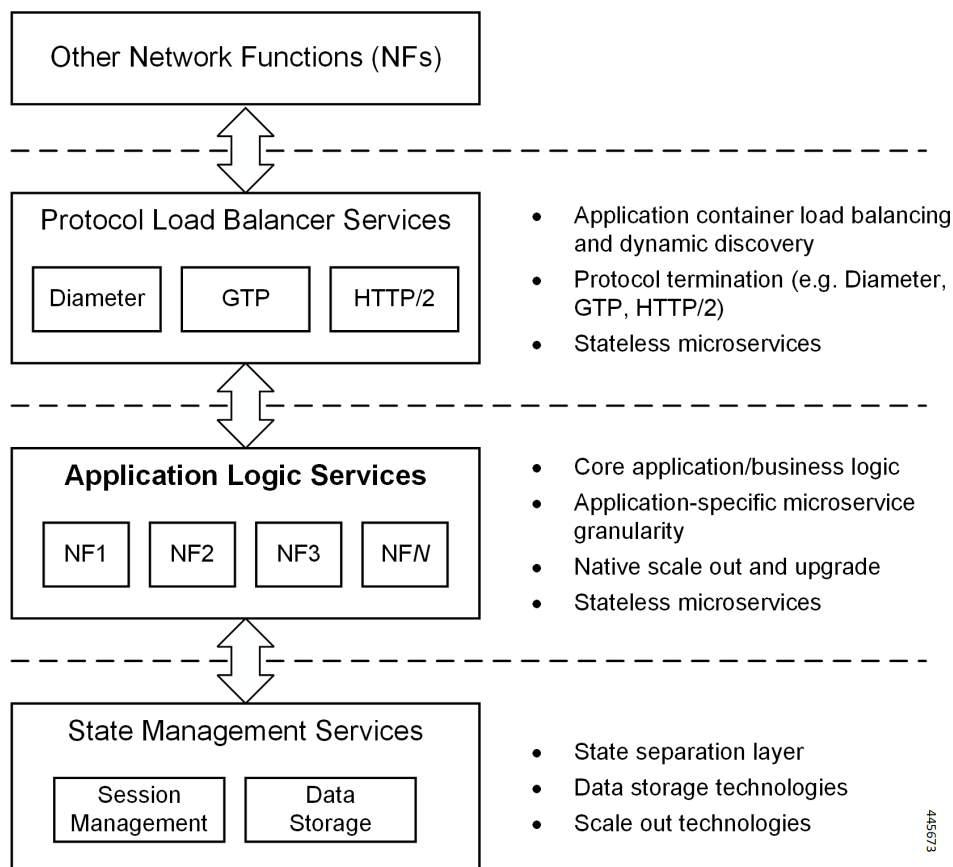 Other Network Functions (NFs)
Protocol Load Balancer Services
Diameter
GTP
HTTP/2
• Application container load balancing
and dynamic discovery
• Protocol termination (e.g. Diameter,
GTP, HTTP/2)
• Stateless microservices
Application Logic Services
NF1
NF2
NF3
NFN
• Core application/business logic
• Application-specific microservice
granularity
• Native scale out and upgrade
• Stateless microservices
State Management Services
Session
Management
Data
Storage
• State separation layer
• Data storage technologies
• Scale out technologies
445673